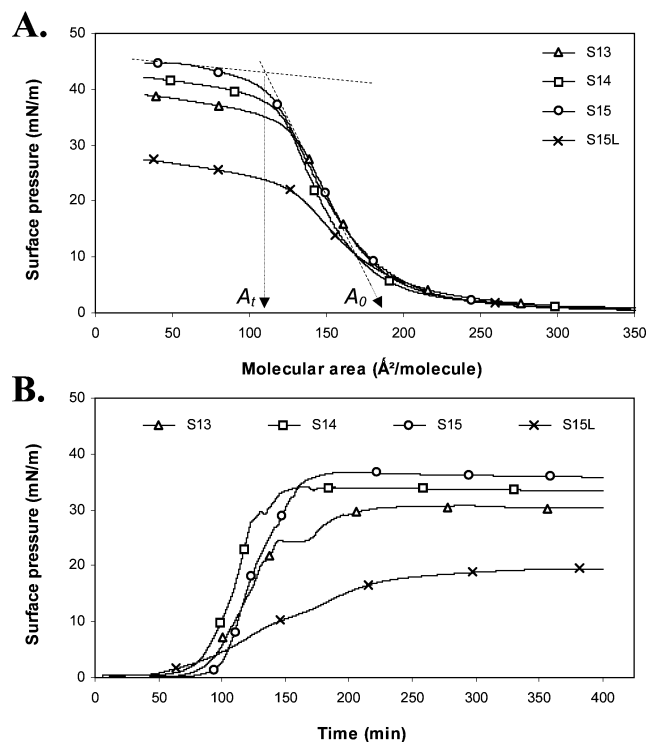 A.
50
40
30
20
10
0
Surface pressure (mN/m)
S13
S14
S15
S15L
At
A0
0 50 100 150 200 250 300 350
Molecular area (Ǻ²/molecule)
B.
S13 S14 S15 S15L
50
40
30
20
10
0
Surface pressure (mN/m)
0 50 100 150 200 250 300 350 400
Time (min)